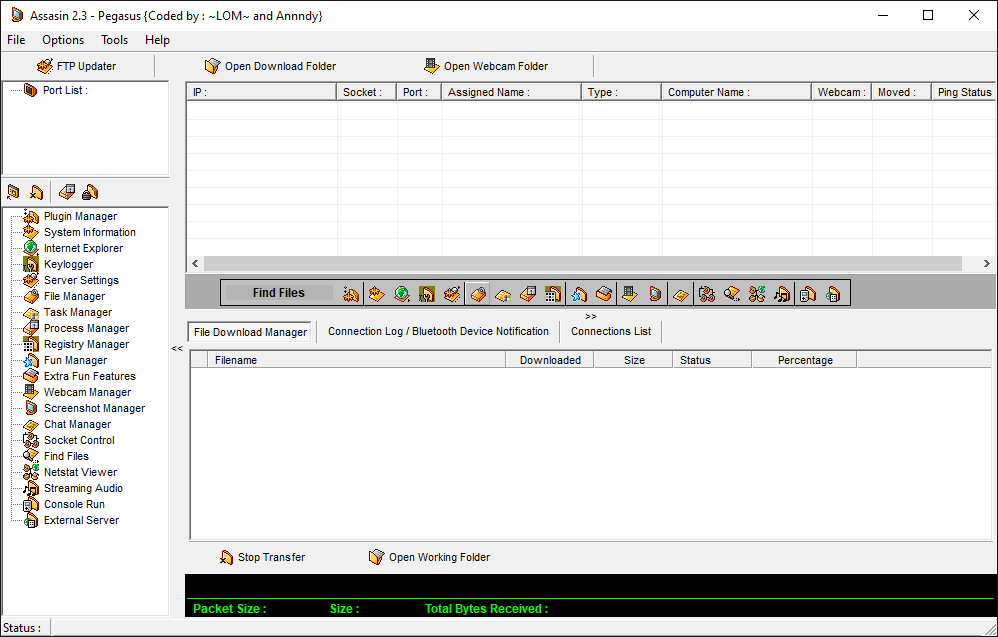 Assasin 2.3 - Pegasus {Coded by : ~LOM~ and Annndy}
File Options Tools Help
FTP Updater
Open Download Folder Open Webcam Folder
Port List :
IP : Socket : Port : Assigned Name : Type : Computer Name : Webcam : Moved : Ping Status
Plugin Manager
System Information
Internet Explorer
Keylogger
Server Settings
File Manager
Task Manager
Process Manager
Registry Manager
Fun Manager
Extra Fun Features
Webcam Manager
Screenshot Manager
Chat Manager
Socket Control
Find Files
Netstat Viewer
Streaming Audio
Console Run
External Server
<<
Find Files
>>
File Download Manager Connection Log / Bluetooth Device Notification Connections List
Filename Downloaded Size Status Percentage
Stop Transfer Open Working Folder
Packet Size : Size : Total Bytes Received :
Status :